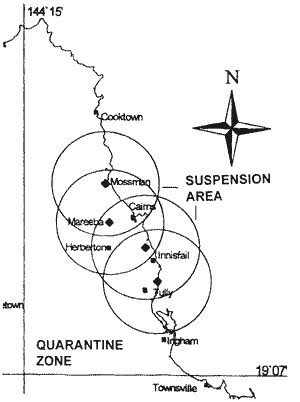 144°15'
N
Cooktown
Mossman
SUSPENSION
AREA
Cairns
Mareeba
Herberton
Innisfail
Tully
town
QUARANTINE
ZONE
Ingham
19°07'
Townsville